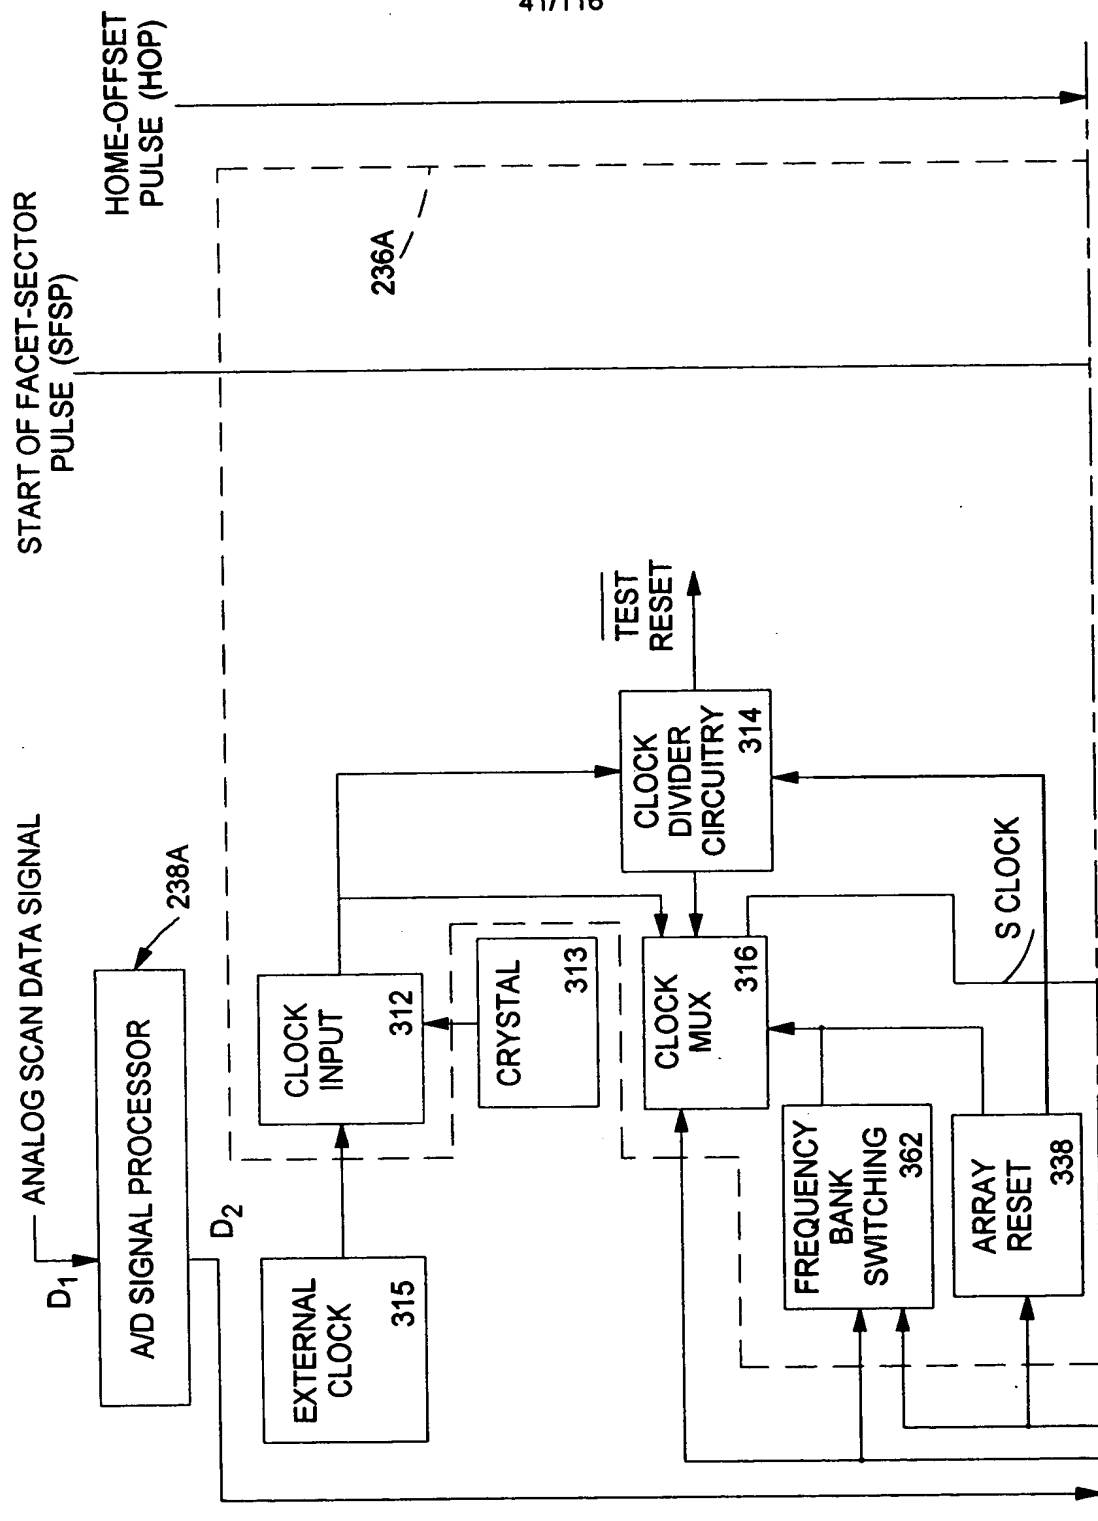 41/116
HOME-OFFSET
PULSE (HOP)
START OF FACET-SECTOR
PULSE (SFSP)
236A
ANALOG SCAN DATA SIGNAL
D1
A/D SIGNAL PROCESSOR
238A
D2
EXTERNAL
CLOCK
315
CLOCK
INPUT
312
CRYSTAL
313
CLOCK
MUX
316
CLOCK
DIVIDER
CIRCUITRY
314
TEST
RESET
FREQUENCY
BANK
SWITCHING
362
ARRAY
RESET
338
S CLOCK